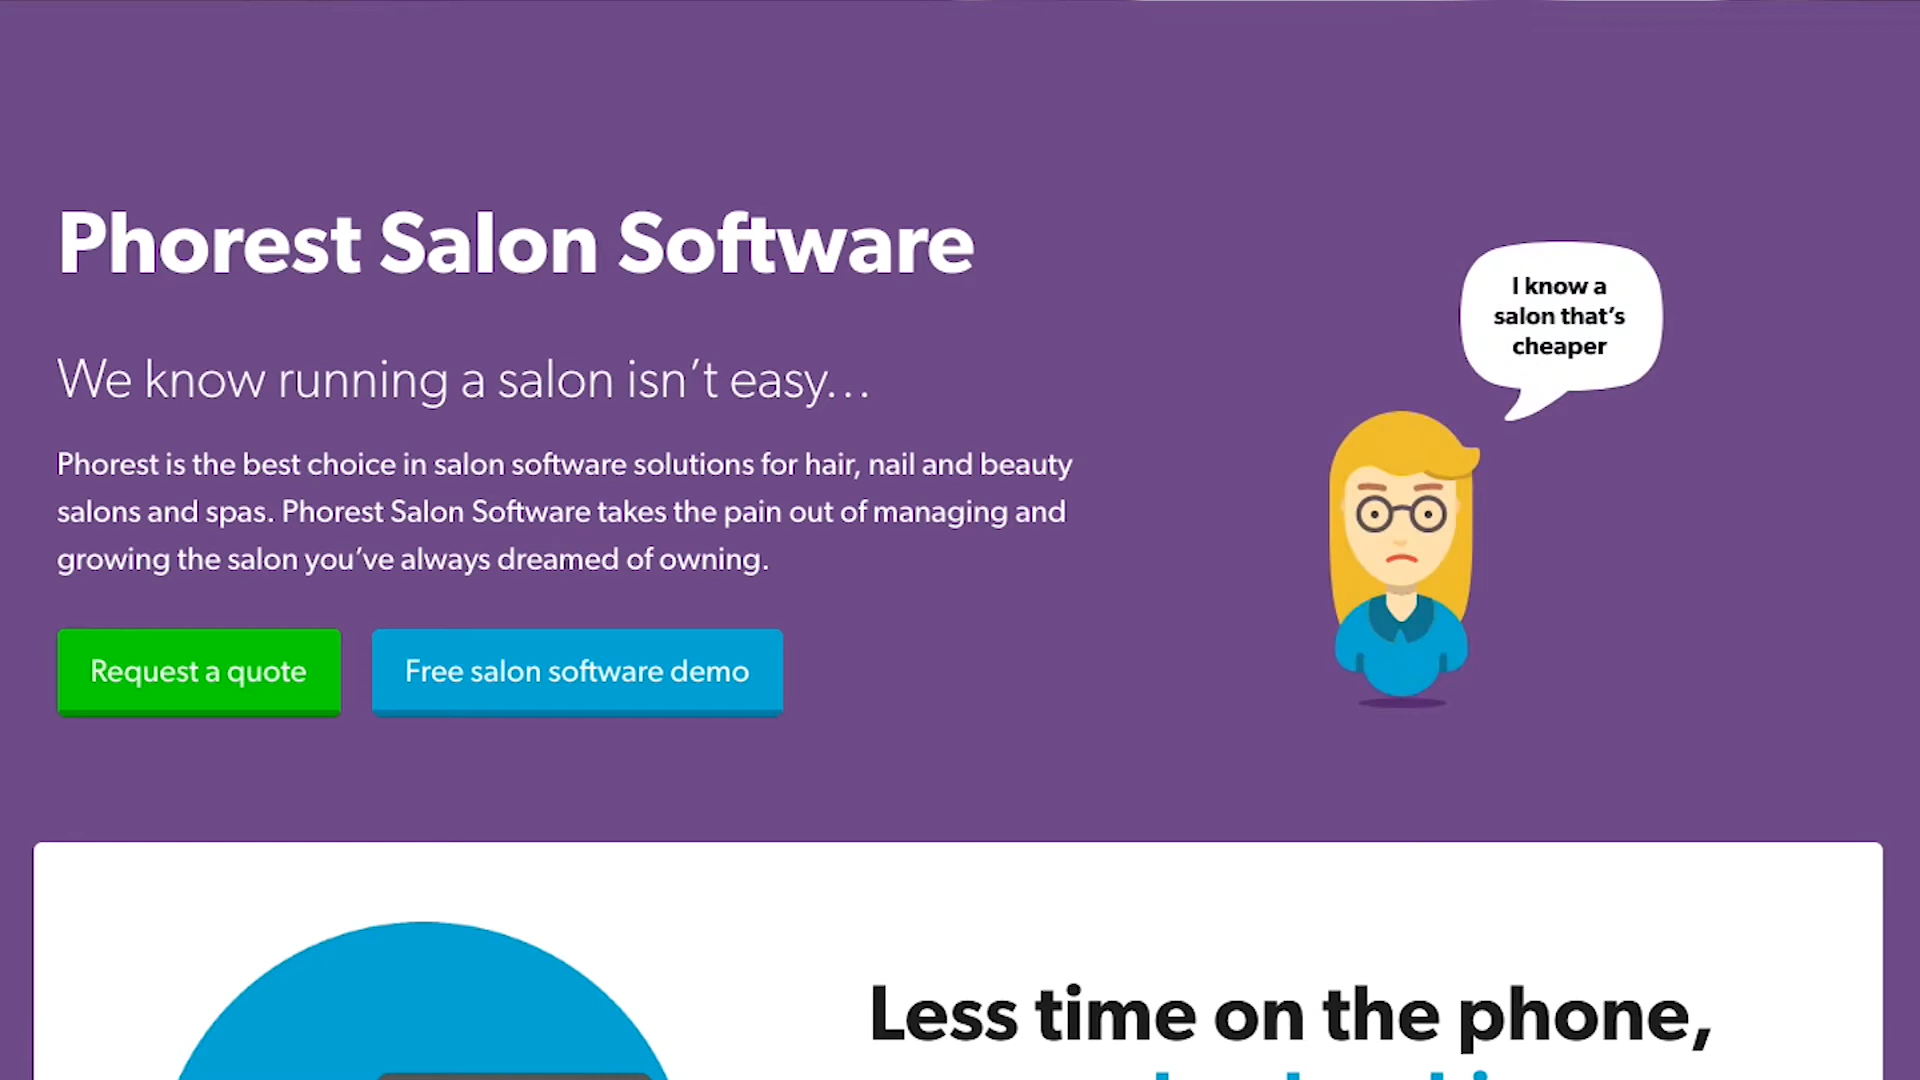 Phorest Salon Software
We know running a salon isn't easy...
Phorest is the best choice in salon software solutions for hair, nail and beauty
salons and spas. Phorest Salon Software takes the pain out of managing and
growing the salon you've always dreamed of owning.
Request a quote
Free salon software demo
I know a
salon that's
cheaper
Less time on the phone,